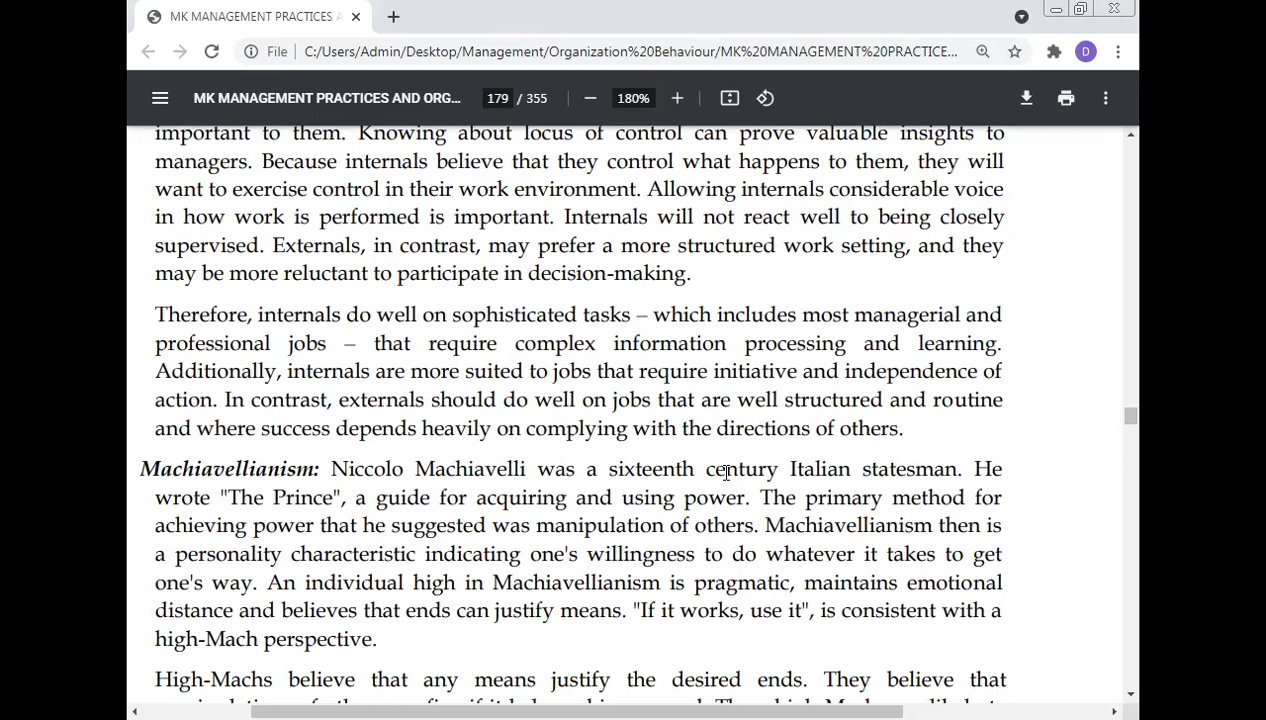 MK MANAGEMENT PRACTICES A
File C:/Users/Admin/Desktop/Management/Organization%20Behaviour/MK%20MANAGEMENT%20PRACTICE...
D
MK MANAGEMENT PRACTICES AND ORG... 179 / 355 180%
important to them. Knowing about locus of control can prove valuable insights to
managers. Because internals believe that they control what happens to them, they will
want to exercise control in their work environment. Allowing internals considerable voice
in how work is performed is important. Internals will not react well to being closely
supervised. Externals, in contrast, may prefer a more structured work setting, and they
may be more reluctant to participate in decision-making.
Therefore, internals do well on sophisticated tasks – which includes most managerial and
professional jobs – that require complex information processing and learning.
Additionally, internals are more suited to jobs that require initiative and independence of
action. In contrast, externals should do well on jobs that are well structured and routine
and where success depends heavily on complying with the directions of others.
Machiavellianism: Niccolo Machiavelli was a sixteenth century Italian statesman. He
wrote "The Prince", a guide for acquiring and using power. The primary method for
achieving power that he suggested was manipulation of others. Machiavellianism then is
a personality characteristic indicating one's willingness to do whatever it takes to get
one's way. An individual high in Machiavellianism is pragmatic, maintains emotional
distance and believes that ends can justify means. "If it works, use it", is consistent with a
high-Mach perspective.
High-Machs believe that any means justify the desired ends. They believe that